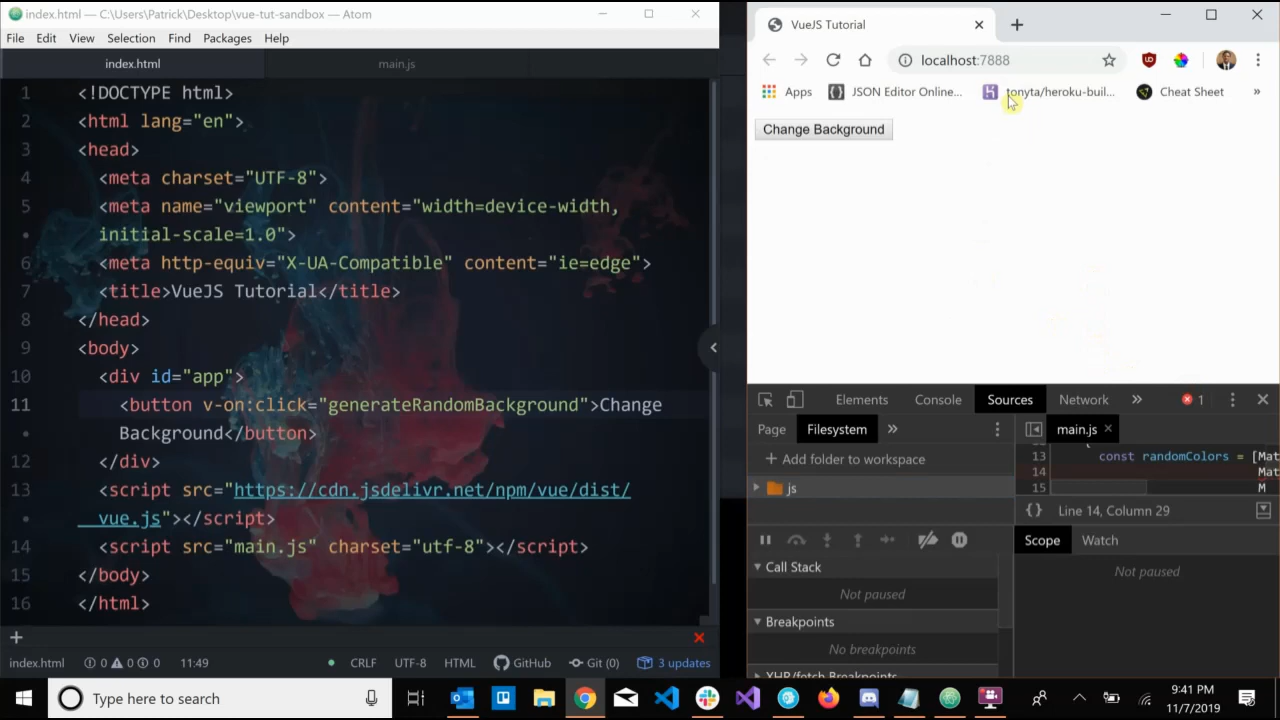 index.html — C:\Users\Patrick\Desktop\vue-tut-sandbox — Atom
File Edit View Selection Find Packages Help
index.html main.js
1 <!DOCTYPE html>
2 <html lang="en">
3 <head>
4 <meta charset="UTF-8">
5 <meta name="viewport" content="width=device-width,
• initial-scale=1.0">
6 <meta http-equiv="X-UA-Compatible" content="ie=edge">
7 <title>VueJS Tutorial</title>
8 </head>
9 <body>
10 <div id="app">
11 <button v-on:click="generateRandomBackground">Change
• Background</button>
12 </div>
13 <script src="https://cdn.jsdelivr.net/npm/vue/dist/
• vue.js"></script>
14 <script src="main.js" charset="utf-8"></script>
15 </body>
16 </html>
index.html 0 0 0 11:49 CRLF UTF-8 HTML GitHub Git (0) 3 updates
VueJS Tutorial
localhost:7888
Apps JSON Editor Online... tonyta/heroku-buil... Cheat Sheet »
Change Background
Elements Console Sources Network » 1
Page Filesystem » main.js
Add folder to workspace
js
13 const randomColors = [Mat
14 Mat
15 M
{} Line 14, Column 29
Scope Watch
Call Stack
Not paused
Not paused
Breakpoints
No breakpoints
XHR/fetch Breakpoints
Type here to search
9:41 PM
11/7/2019